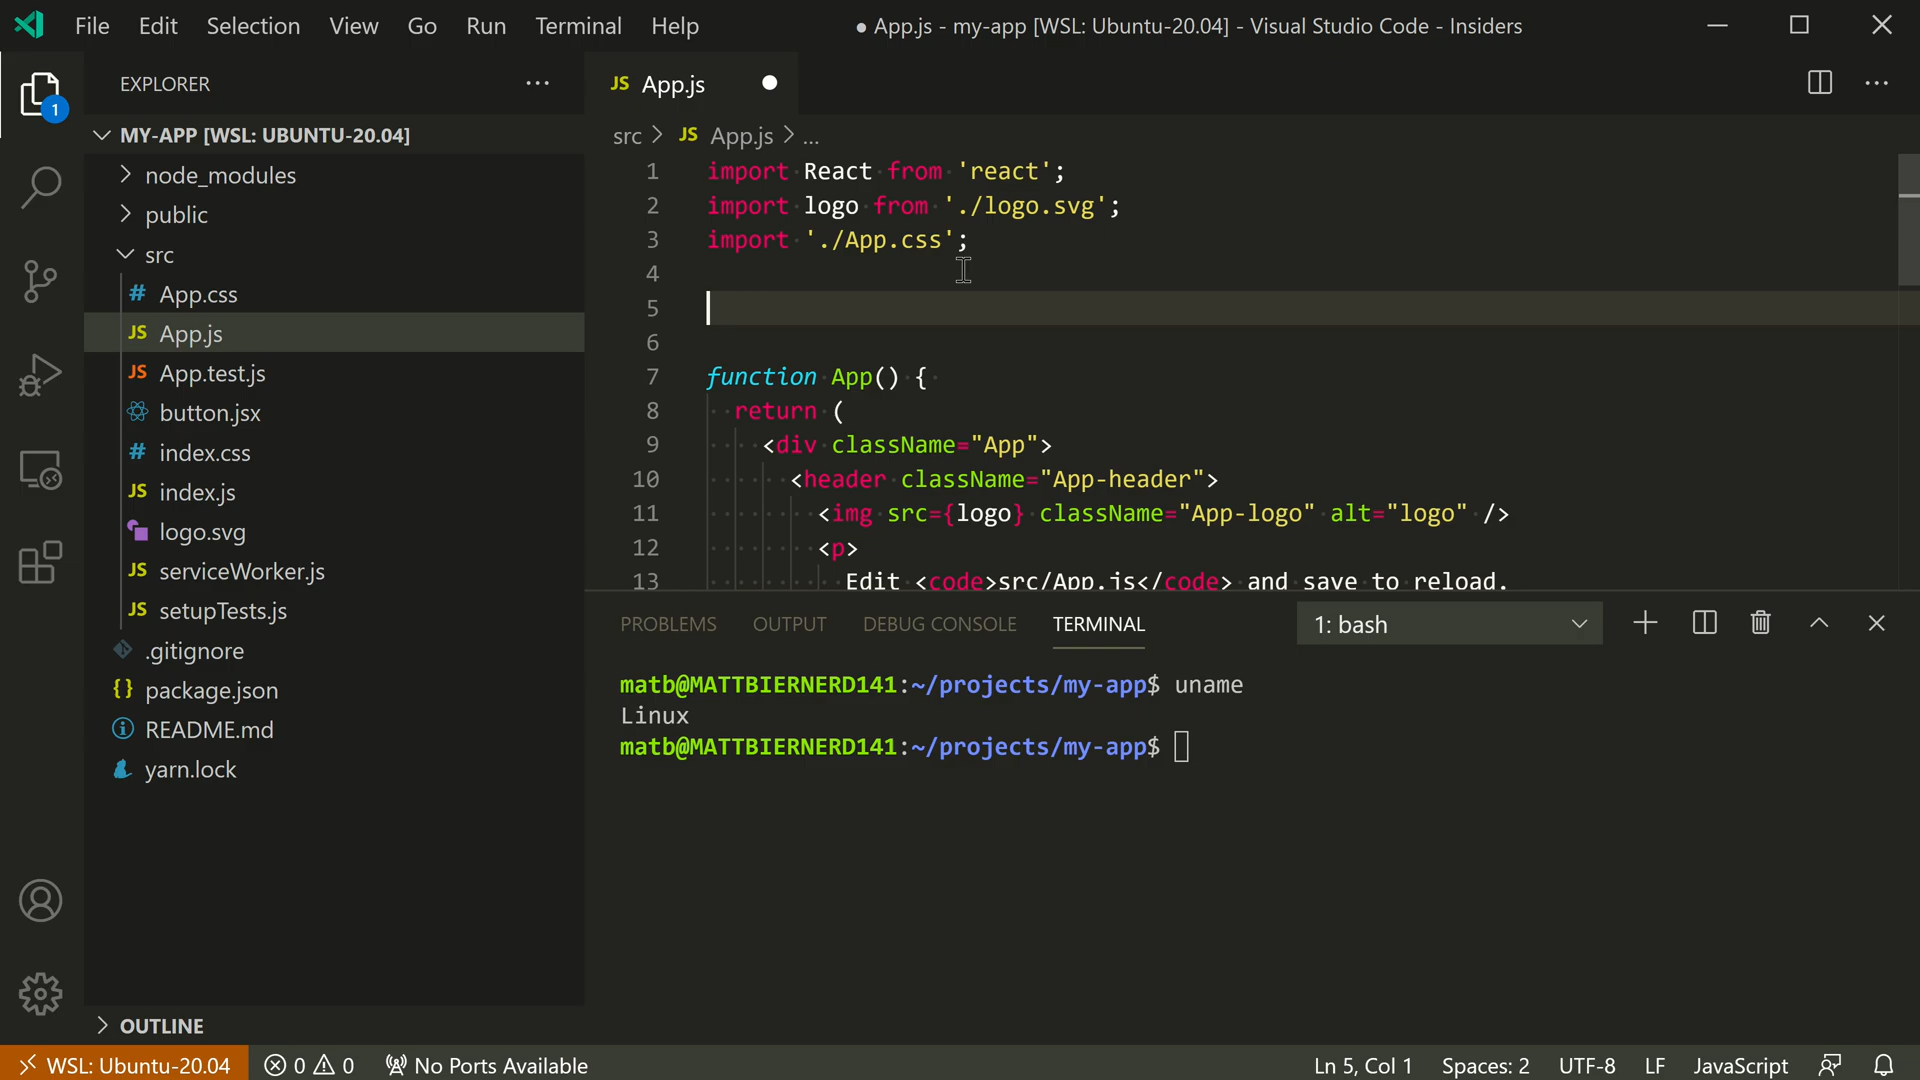 File Edit Selection View Go Run Terminal Help ● App.js - my-app [WSL: Ubuntu-20.04] - Visual Studio Code - Insiders
1
EXPLORER
MY-APP [WSL: UBUNTU-20.04]
node_modules
public
src
# App.css
JS App.js
JS App.test.js
button.jsx
# index.css
JS index.js
logo.svg
JS serviceWorker.js
JS setupTests.js
.gitignore
{} package.json
README.md
yarn.lock
OUTLINE
JS App.js
src > JS App.js > ...
1 import React from 'react';
2 import logo from './logo.svg';
3 import './App.css';
4
5
6
7 function App() {
8 return (
9 <div className="App">
10 <header className="App-header">
11 <img src={logo} className="App-logo" alt="logo" />
12 <p>
13 Edit <code>src/App.js</code> and save to reload.
PROBLEMS OUTPUT DEBUG CONSOLE TERMINAL 1: bash
matb@MATTBIERNERD141:~/projects/my-app$ uname
Linux
matb@MATTBIERNERD141:~/projects/my-app$
WSL: Ubuntu-20.04 0 0 No Ports Available Ln 5, Col 1 Spaces: 2 UTF-8 LF JavaScript